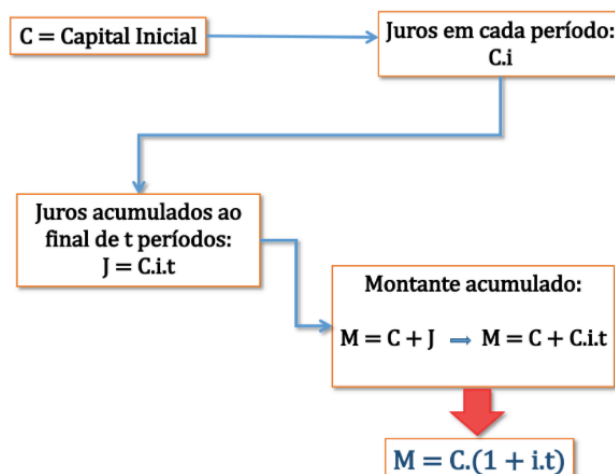 C = Capital Inicial
Juros em cada período:
C.i
Juros acumulados ao
final de t períodos:
J = C.i.t
Montante acumulado:
M = C + J → M = C + C.i.t
M = C.(1 + i.t)